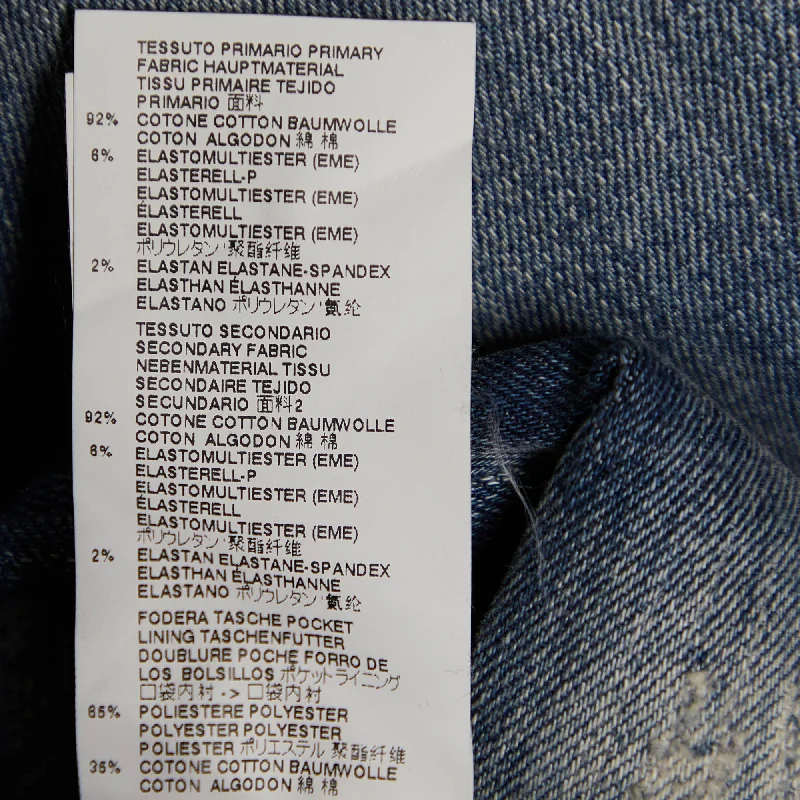 TESSUTO PRIMARIO PRIMARY
FABRIC HAUPTMATERIAL
TISSU PRIMAIRE TEJIDO
PRIMARIO 面料
92% COTONE COTTON BAUMWOLLE
COTON ALGODON 綿 棉
6% ELASTOMULTIESTER (EME)
ELASTERELL-P
ELASTOMULTIESTER (EME)
ÉLASTERELL
ELASTOMULTIESTER (EME)
ポリウレタン 聚酯纤维
2% ELASTAN ELASTANE-SPANDEX
ELASTHAN ÉLASTHANNE
ELASTANO ポリウレタン 氨纶
TESSUTO SECONDARIO
SECONDARY FABRIC
NEBENMATERIAL TISSU
SECONDAIRE TEJIDO
SECUNDARIO 面料2
92% COTONE COTTON BAUMWOLLE
COTON ALGODON 綿 棉
6% ELASTOMULTIESTER (EME)
ELASTERELL-P
ELASTOMULTIESTER (EME)
ÉLASTERELL
ELASTOMULTIESTER (EME)
ポリウレタン 聚酯纤维
2% ELASTAN ELASTANE-SPANDEX
ELASTHAN ÉLASTHANNE
ELASTANO ポリウレタン 氨纶
FODERA TASCHE POCKET
LINING TASCHENFUTTER
DOUBLURE POCHE FORRO DE
LOS BOLSILLOS ポケットライニング
口袋内衬 -> 口袋内衬
65% POLIESTERE POLYESTER
POLYESTER POLYESTER
POLIESTER ポリエステル 聚酯纤维
35% COTONE COTTON BAUMWOLLE
COTON ALGODON 綿 棉